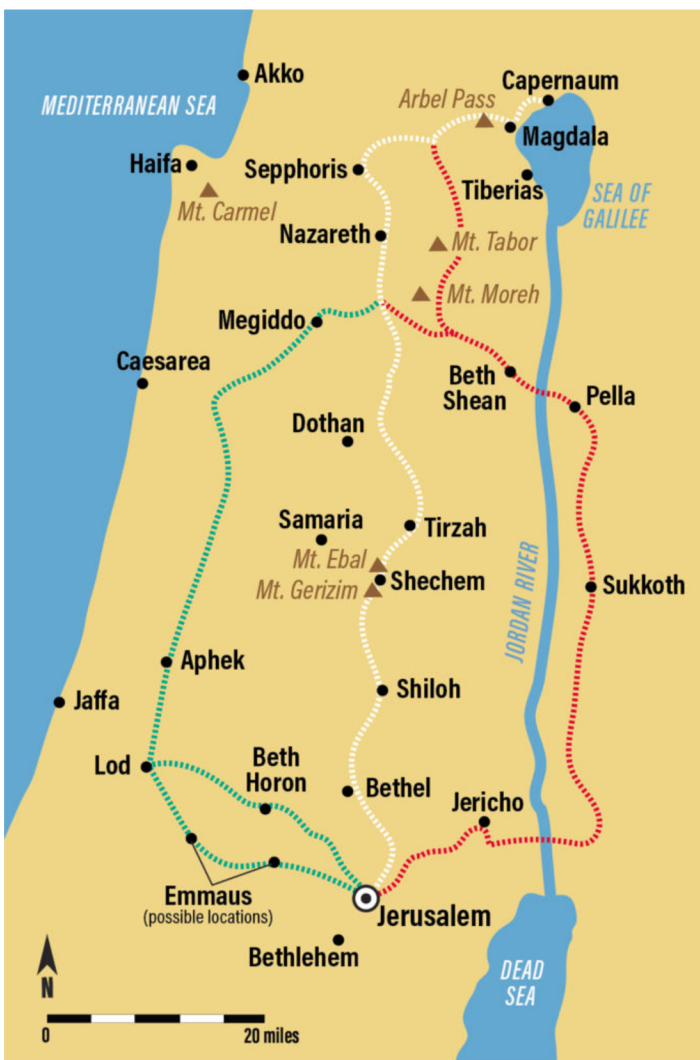 Akko
MEDITERRANEAN SEA
Capernaum
Arbel Pass
Magdala
Haifa
Sepphoris
Tiberias
SEA OF
GALILEE
Mt. Carmel
Nazareth
Mt. Tabor
Mt. Moreh
Megiddo
Caesarea
Beth
Shean
Pella
Dothan
Samaria
Tirzah
Mt. Ebal
Shechem
Mt. Gerizim
Sukkoth
JORDAN RIVER
Aphek
Shiloh
Jaffa
Lod
Beth
Horon
Bethel
Jericho
Emmaus
(possible locations)
Jerusalem
Bethlehem
DEAD
SEA
N
0
20 miles